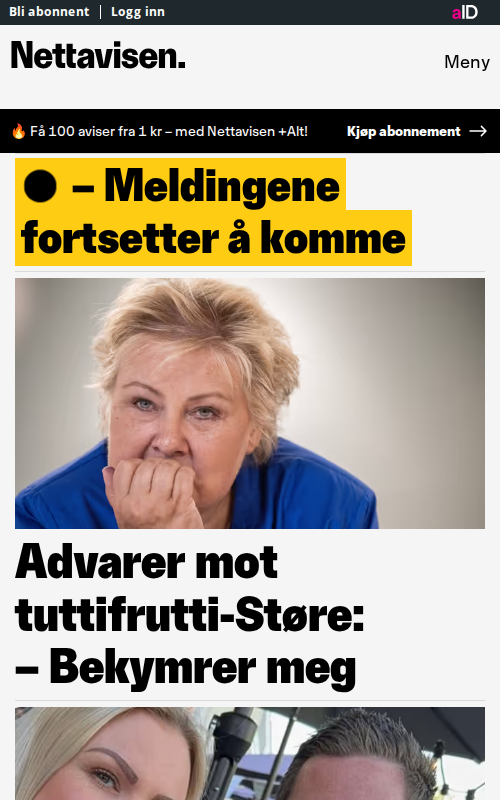 Bli abonnent | Logg inn
aID
Nettavisen.
Meny
🔥 Få 100 aviser fra 1 kr – med Nettavisen +Alt!
Kjøp abonnement →
– Meldingene
fortsetter å komme
Advarer mot
tuttifrutti-Støre:
– Bekymrer meg